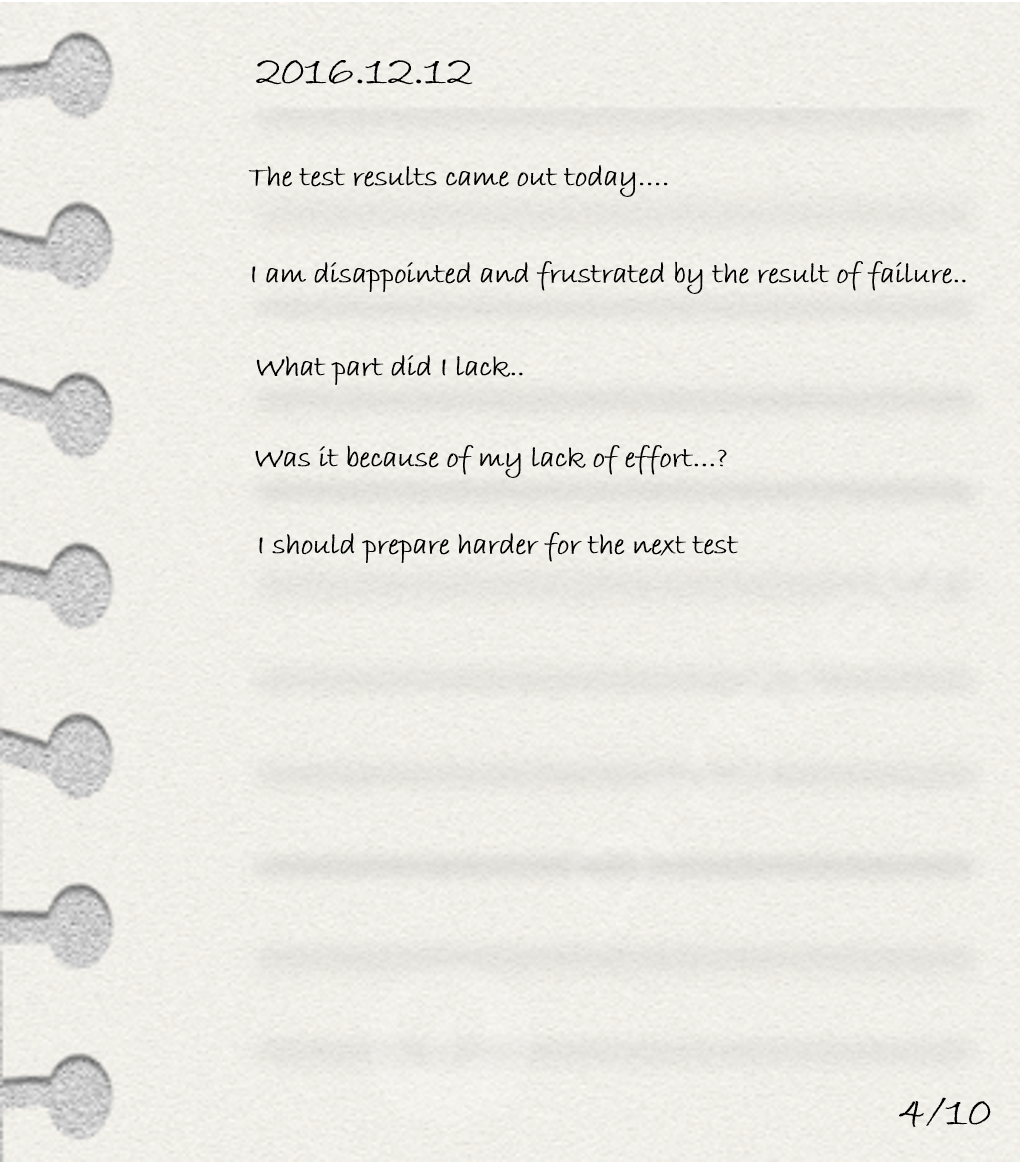 2016.12.12
The test results came out today....
I am disappointed and frustrated by the result of failure..
What part did I lack..
Was it because of my lack of effort...?
I should prepare harder for the next test
4/10